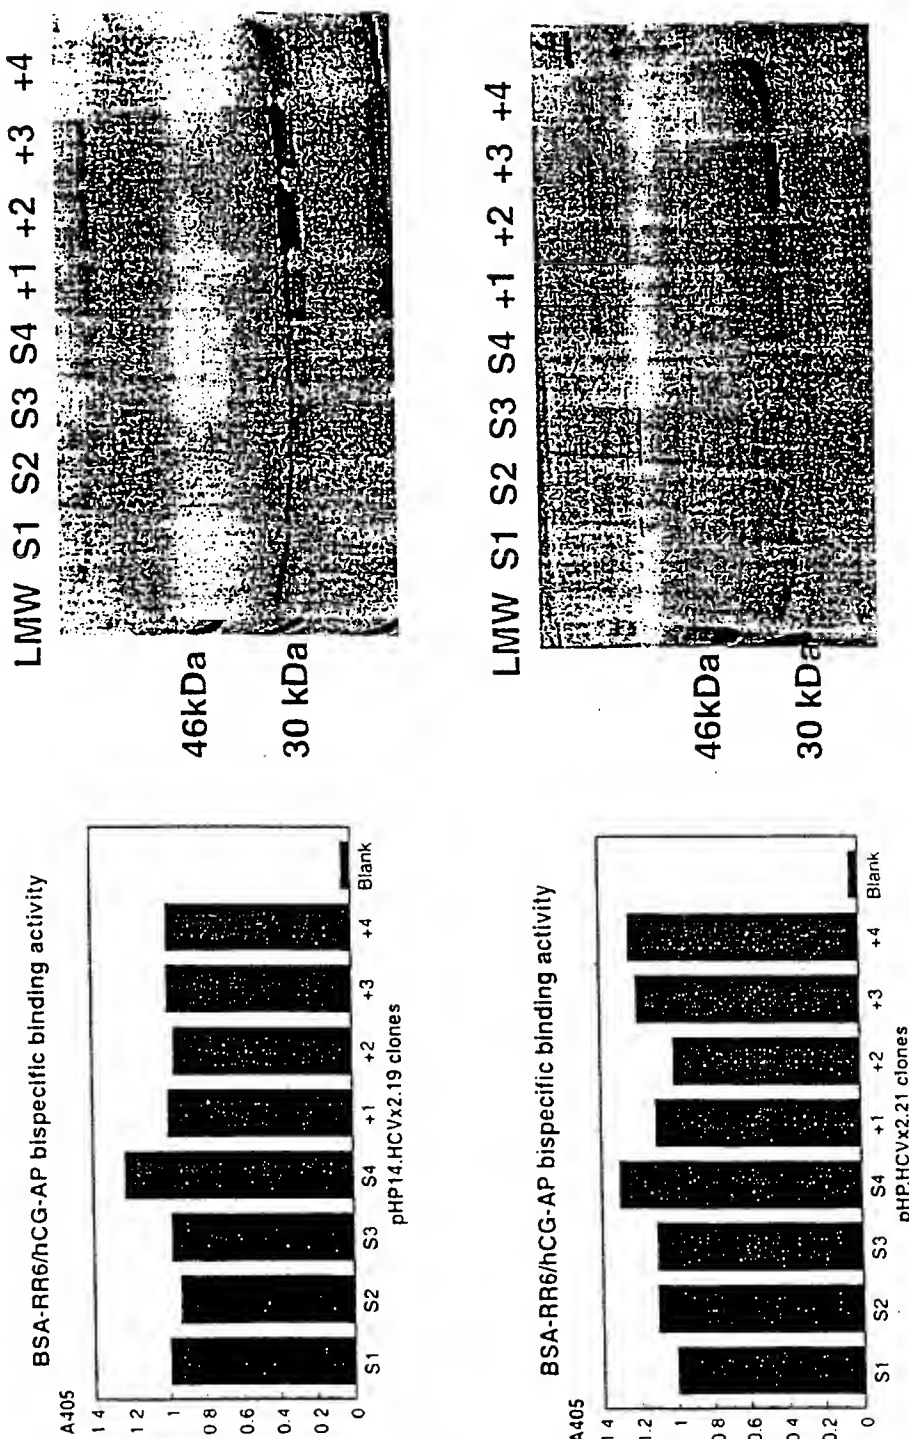 LMW S1 S2 S3 S4 +1 +2 +3 +4
46kDa
30 kDa
BSA-RR6/hCG-AP bispecific binding activity
A405
1 4
1 2
1
0 8
0 6
0 4
0 2
0
S1 S2 S3 S4 +1 +2 +3 +4 Blank
pHP14.HCVx2.19 clones
LMW S1 S2 S3 S4 +1 +2 +3 +4
46kDa
30 kDa
BSA-RR6/hCG-AP bispecific binding activity
A405
1 4
1.2
1
0.8
0.6
0.4
0.2
0
S1 S2 S3 S4 +1 +2 +3 +4 Blank
pHP.HCVx2.21 clones